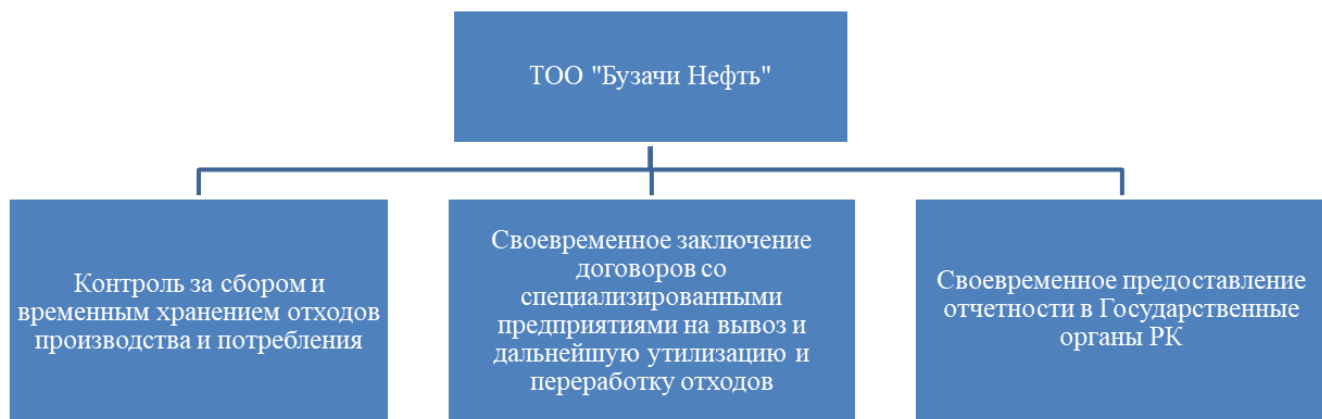 ТОО "Бузачи Нефть"
Контроль за сбором и
временным хранением отходов
производства и потребления
Своевременное заключение
договоров со
специализированными
предприятиями на вывоз и
дальнейшую утилизацию и
переработку отходов
Своевременное предоставление
отчетности в Государственные
органы РК